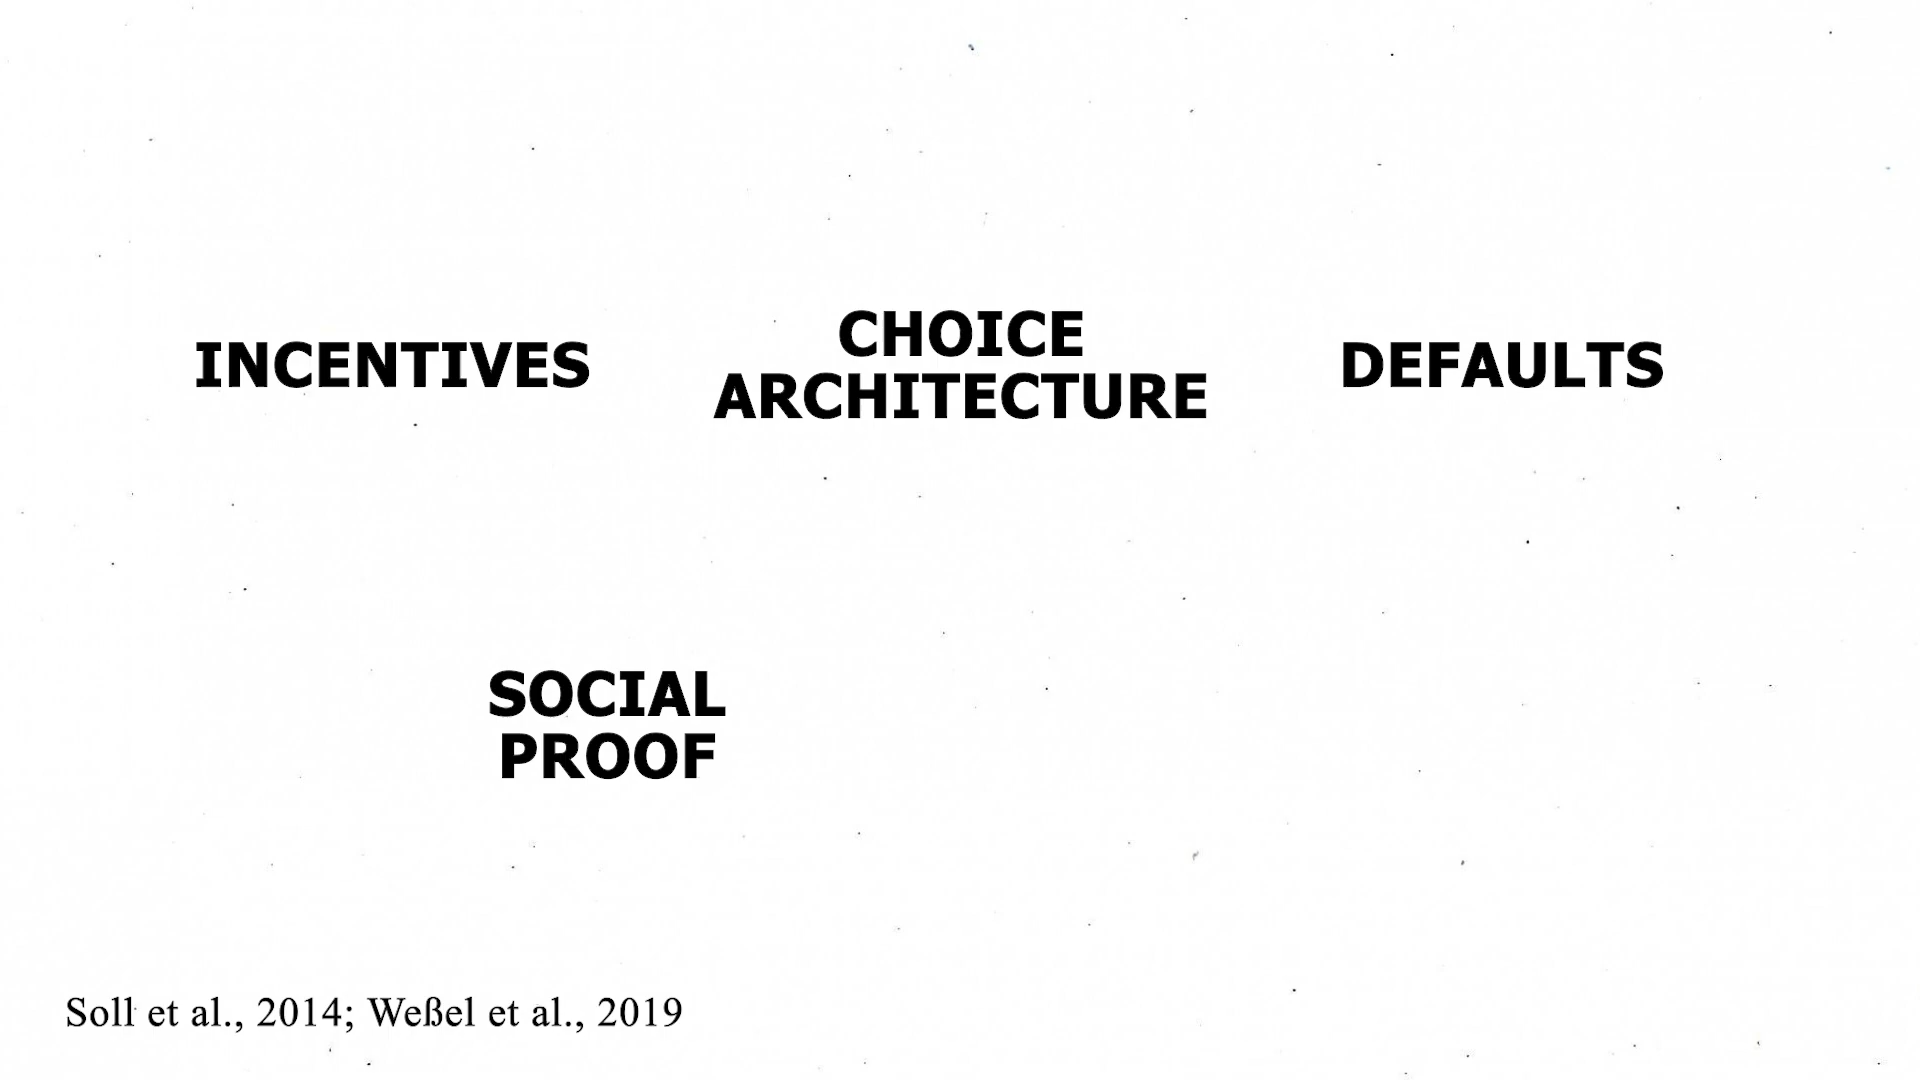 INCENTIVES
CHOICE
ARCHITECTURE
DEFAULTS
SOCIAL
PROOF
Soll et al., 2014; Weßel et al., 2019